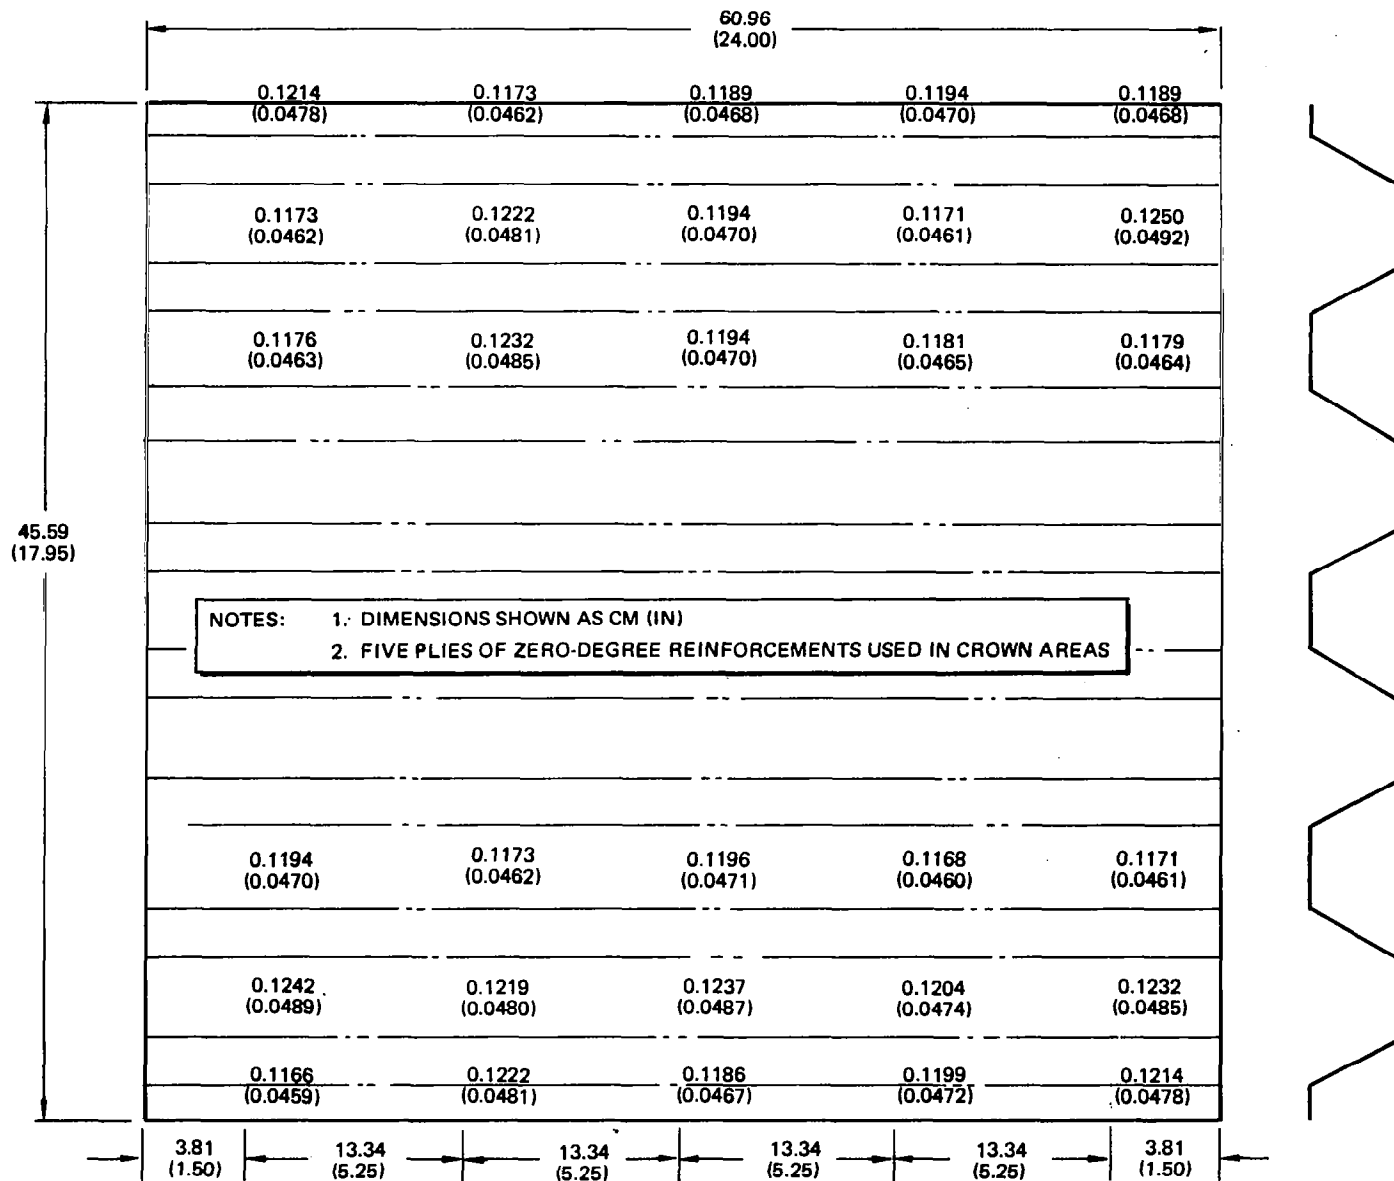 60.96
(24.00)
0.1214 0.1173 0.1189 0.1194 0.1189
(0.0478) (0.0462) (0.0468) (0.0470) (0.0468)
0.1173 0.1222 0.1194 0.1171 0.1250
(0.0462) (0.0481) (0.0470) (0.0461) (0.0492)
0.1176 0.1232 0.1194 0.1181 0.1179
(0.0463) (0.0485) (0.0470) (0.0465) (0.0464)
45.59
(17.95)
NOTES: 1. DIMENSIONS SHOWN AS CM (IN)
2. FIVE PLIES OF ZERO-DEGREE REINFORCEMENTS USED IN CROWN AREAS
0.1194 0.1173 0.1196 0.1168 0.1171
(0.0470) (0.0462) (0.0471) (0.0460) (0.0461)
0.1242 0.1219 0.1237 0.1204 0.1232
(0.0489) (0.0480) (0.0487) (0.0474) (0.0485)
0.1166 0.1222 0.1186 0.1199 0.1214
(0.0459) (0.0481) (0.0467) (0.0472) (0.0478)
3.81 13.34 13.34 13.34 13.34 3.81
(1.50) (5.25) (5.25) (5.25) (5.25) (1.50)